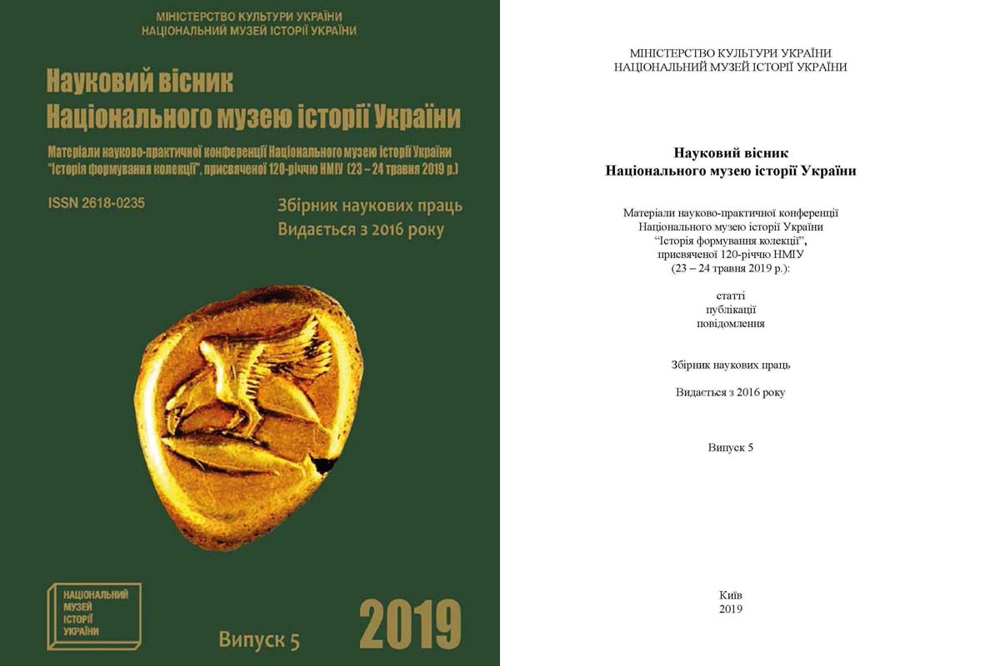 МІНІСТЕРСТВО КУЛЬТУРИ УКРАЇНИ
НАЦІОНАЛЬНИЙ МУЗЕЙ ІСТОРІЇ УКРАЇНИ
Науковий вісник
Національного музею історії України
Матеріали науково-практичної конференції Національного музею історії України
“Історія формування колекції”, присвяченої 120-річчю НМІУ (23 – 24 травня 2019 р.)
ISSN 2618-0235
Збірник наукових праць
Видається з 2016 року
НАЦІОНАЛЬНИЙ
МУЗЕЙ
ІСТОРІЇ
УКРАЇНИ
Випуск 5
2019
МІНІСТЕРСТВО КУЛЬТУРИ УКРАЇНИ
НАЦІОНАЛЬНИЙ МУЗЕЙ ІСТОРІЇ УКРАЇНИ
Науковий вісник
Національного музею історії України
Матеріали науково-практичної конференції
Національного музею історії України
“Історія формування колекції”,
присвяченої 120-річчю НМІУ
(23 – 24 травня 2019 р.):
статті
публікації
повідомлення
Збірник наукових праць
Видається з 2016 року
Випуск 5
Київ
2019